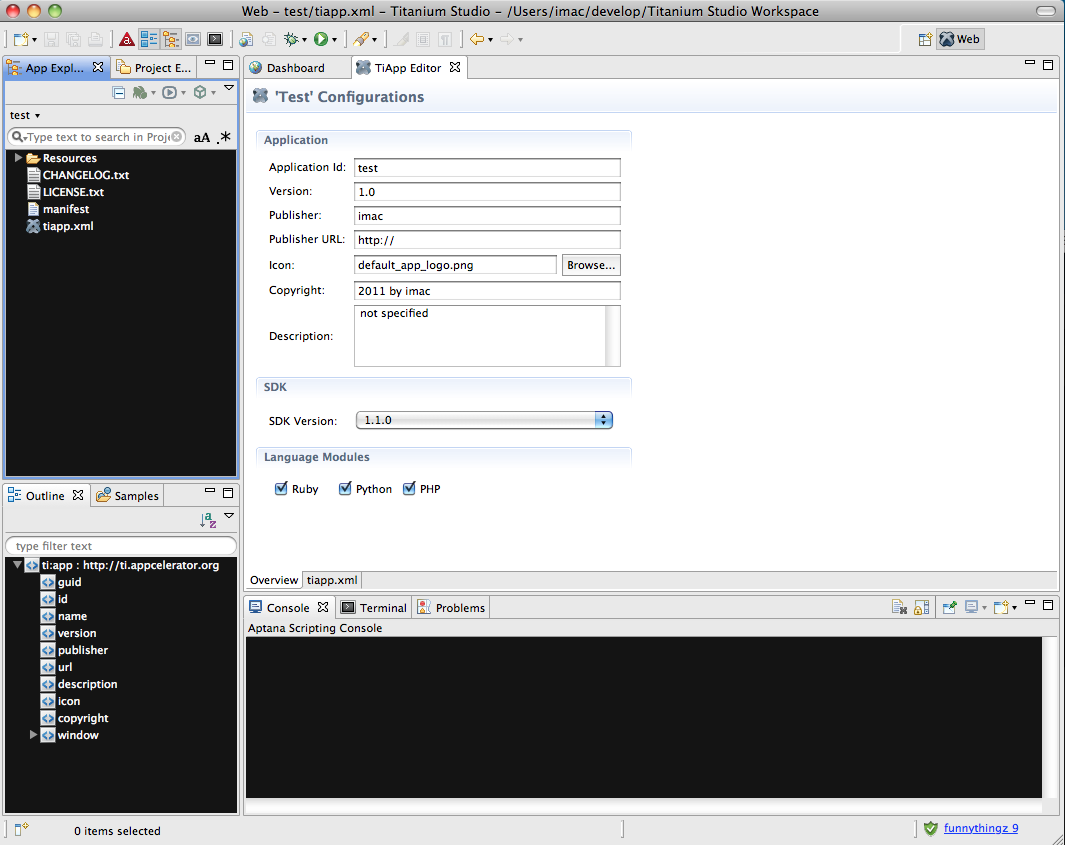 Web - test/tiapp.xml - Titanium Studio - /Users/imac/develop/Titanium Studio Workspace
Web
App Expl... Project E...
test
Type text to search in Proj aA .*
Resources
CHANGELOG.txt
LICENSE.txt
manifest
tiapp.xml
Dashboard TiApp Editor
'Test' Configurations
Application
Application Id: test
Version: 1.0
Publisher: imac
Publisher URL: http://
Icon: default_app_logo.png Browse...
Copyright: 2011 by imac
Description: not specified
SDK
SDK Version: 1.1.0
Language Modules
Ruby Python PHP
Overview tiapp.xml
Outline Samples
type filter text
ti:app : http://ti.appcelerator.org
guid
id
name
version
publisher
url
description
icon
copyright
window
Console Terminal Problems
Aptana Scripting Console
0 items selected
funnythingz 9